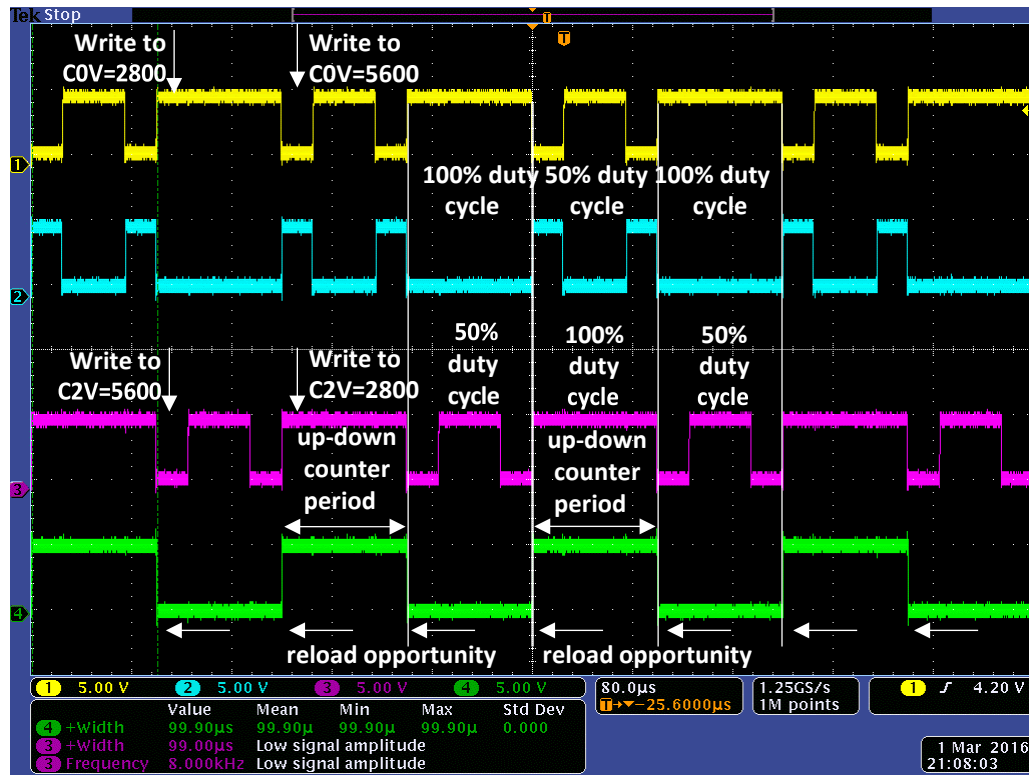 Tek Stop
T
T
Write to
C0V=2800
Write to
C0V=5600
1
100% duty cycle
50% duty cycle
100% duty cycle
2
Write to
C2V=5600
Write to
C2V=2800
50%
duty
cycle
100%
duty
cycle
50%
duty
cycle
up-down
counter
period
up-down
counter
period
3
4
reload opportunity
reload opportunity
1 5.00 V 2 5.00 V 3 5.00 V 4 5.00 V
80.0µs
T→▼−25.6000µs
1.25GS/s
1M points
1 ∫ 4.20 V
Value Mean Min Max Std Dev
4 +Width 99.90µs 99.90µ 99.90µ 99.90µ 0.000
3 +Width 99.00µs Low signal amplitude
3 Frequency 8.000kHz Low signal amplitude
1 Mar 2016
21:08:03